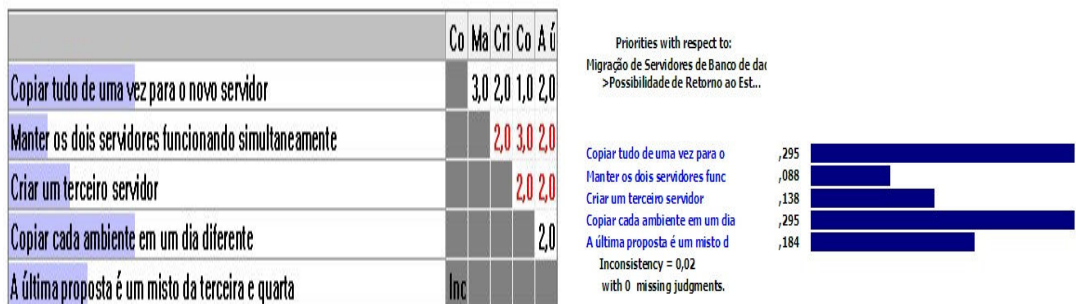 Co Ma Cri Co A ú
Copiar tudo de uma vez para o novo servidor 3,0 2,0 1,0 2,0
Manter os dois servidores funcionando simultaneamente 2,0 3,0 2,0
Criar um terceiro servidor 2,0 2,0
Copiar cada ambiente em um dia diferente 2,0
A última proposta é um misto da terceira e quarta Inc
Priorities with respect to:
Migração de Servidores de Banco de dac
>Possibilidade de Retorno ao Est...
Copiar tudo de uma vez para o ,295
Manter os dois servidores func ,088
Criar um terceiro servidor ,138
Copiar cada ambiente em um dia ,295
A última proposta é um misto d ,184
Inconsistency = 0,02
with 0 missing judgments.